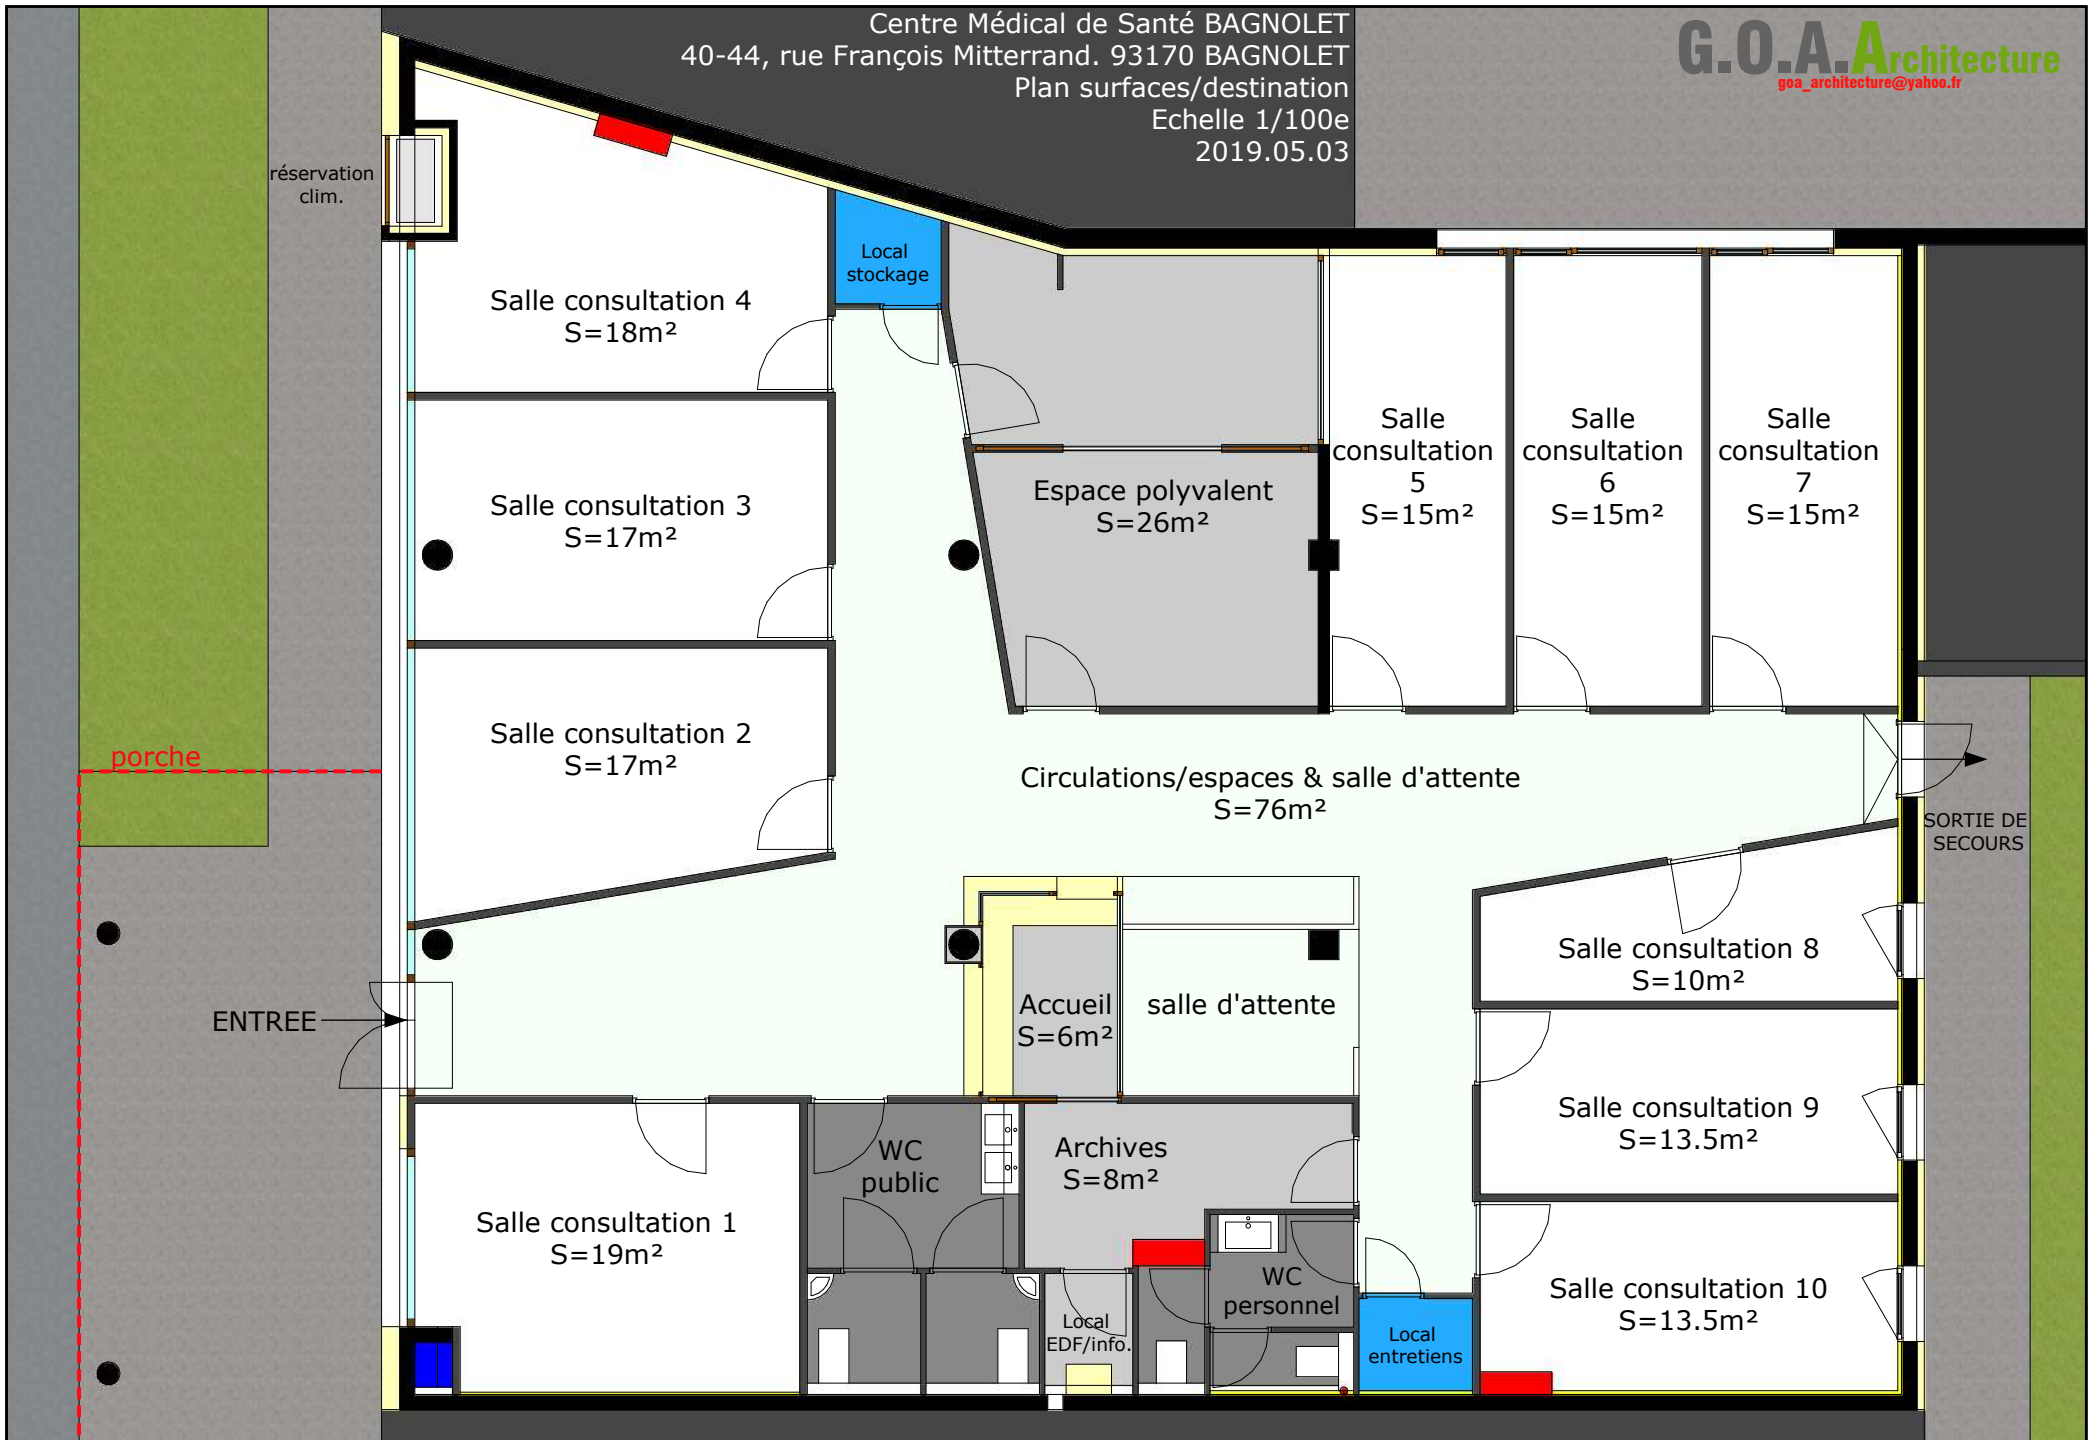 Centre Médical de Santé BAGNOLET
40-44, rue François Mitterrand. 93170 BAGNOLET
Plan surfaces/destination
Echelle 1/100e
2019.05.03
G.O.A.Architecture
goa_architecture@yahoo.fr
réservation
clim.
Local
stockage
Salle consultation 4
S=18m²
Salle consultation 3
S=17m²
Espace polyvalent
S=26m²
Salle
consultation
5
S=15m²
Salle
consultation
6
S=15m²
Salle
consultation
7
S=15m²
Salle consultation 2
S=17m²
porche
Circulations/espaces & salle d'attente
S=76m²
SORTIE DE
SECOURS
ENTREE
Accueil
S=6m²
salle d'attente
Salle consultation 8
S=10m²
Salle consultation 9
S=13.5m²
Salle consultation 1
S=19m²
WC
public
Archives
S=8m²
WC
personnel
Local
EDF/info.
Local
entretiens
Salle consultation 10
S=13.5m²